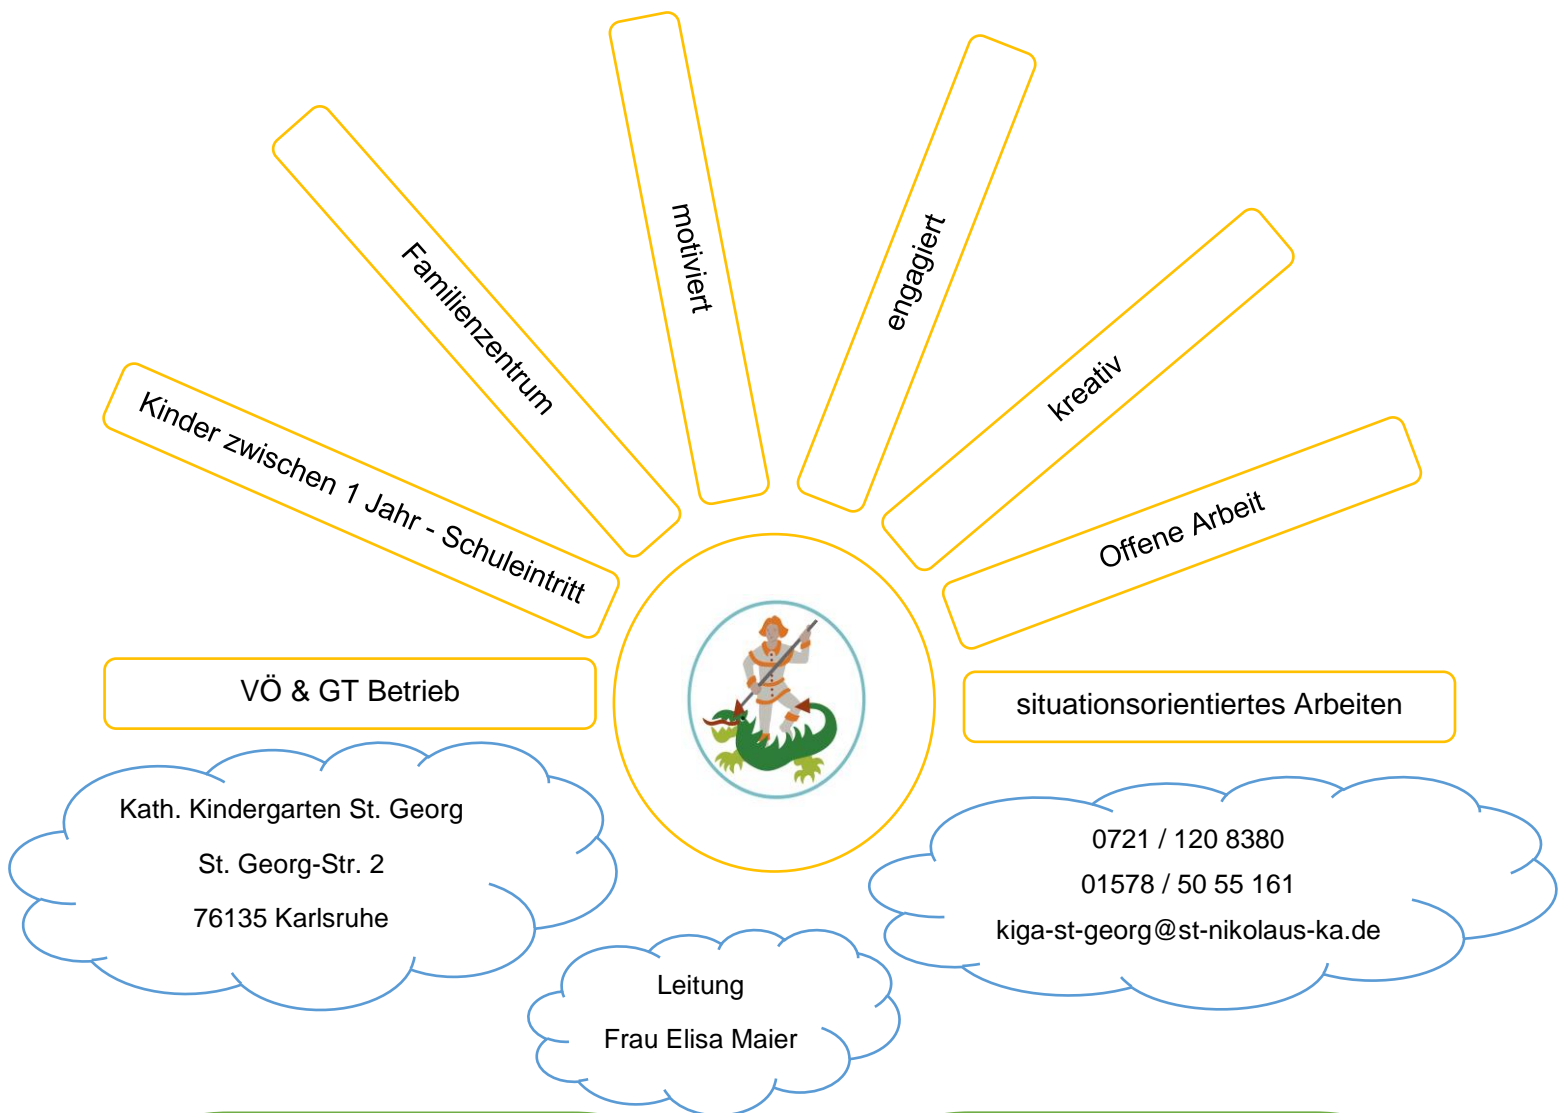 motiviert
engagiert
Familienzentrum
kreativ
Kinder zwischen 1 Jahr - Schuleintritt
Offene Arbeit
VÖ & GT Betrieb
situationsorientiertes Arbeiten
Kath. Kindergarten St. Georg
St. Georg-Str. 2
76135 Karlsruhe
0721 / 120 8380
01578 / 50 55 161
kiga-st-georg@st-nikolaus-ka.de
Leitung
Frau Elisa Maier